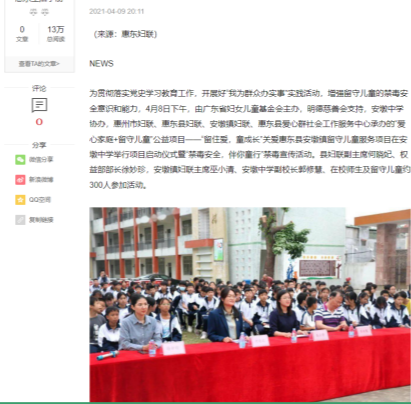 0
文章
13万
总阅读
查看TA的文章>
评论
0
分享
微信分享
新浪微博
QQ空间
复制链接
2021-04-09 20:11
（来源：惠东妇联）
NEWS
为贯彻落实党史学习教育工作，开展好“我为群众办实事”实践活动，增强留守儿童的禁毒安
全意识和能力，4月8日下午，由广东省妇女儿童基金会主办，明德慈善会支持，安墩中学
协办，惠州市妇联、惠东县妇联、安墩镇妇联、惠东县爱心群社会工作服务中心承办的“爱
心家庭+留守儿童”公益项目——“留住爱，童成长”关爱惠东县安墩镇留守儿童服务项目在安
墩中学举行项目启动仪式暨“禁毒安全，伴你童行”禁毒宣传活动。县妇联副主席何晓妃、权
益部部长徐妙珍，安墩镇妇联主席巫小清、安墩中学副校长郭修慧，在校师生及留守儿童约
300人参加活动。